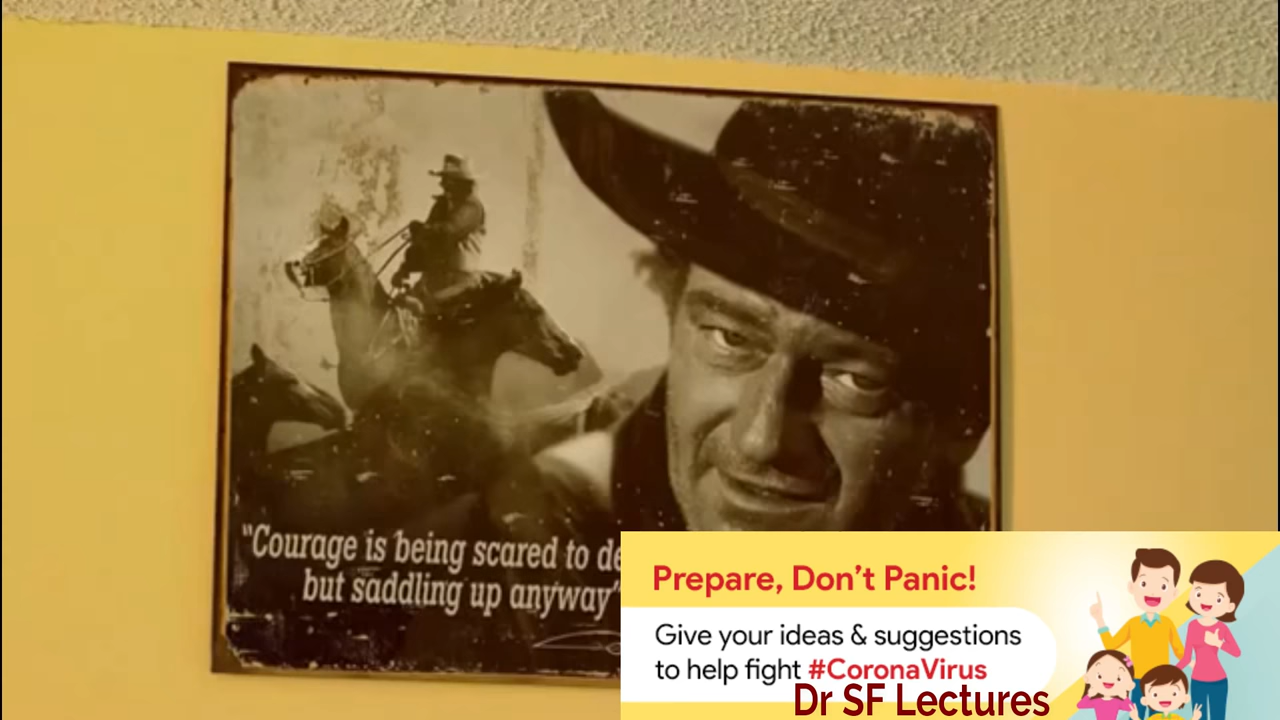 "Courage is being scared to de
but saddling up anyway"
Prepare, Don't Panic!
Give your ideas & suggestions
to help fight #CoronaVirus
Dr SF Lectures